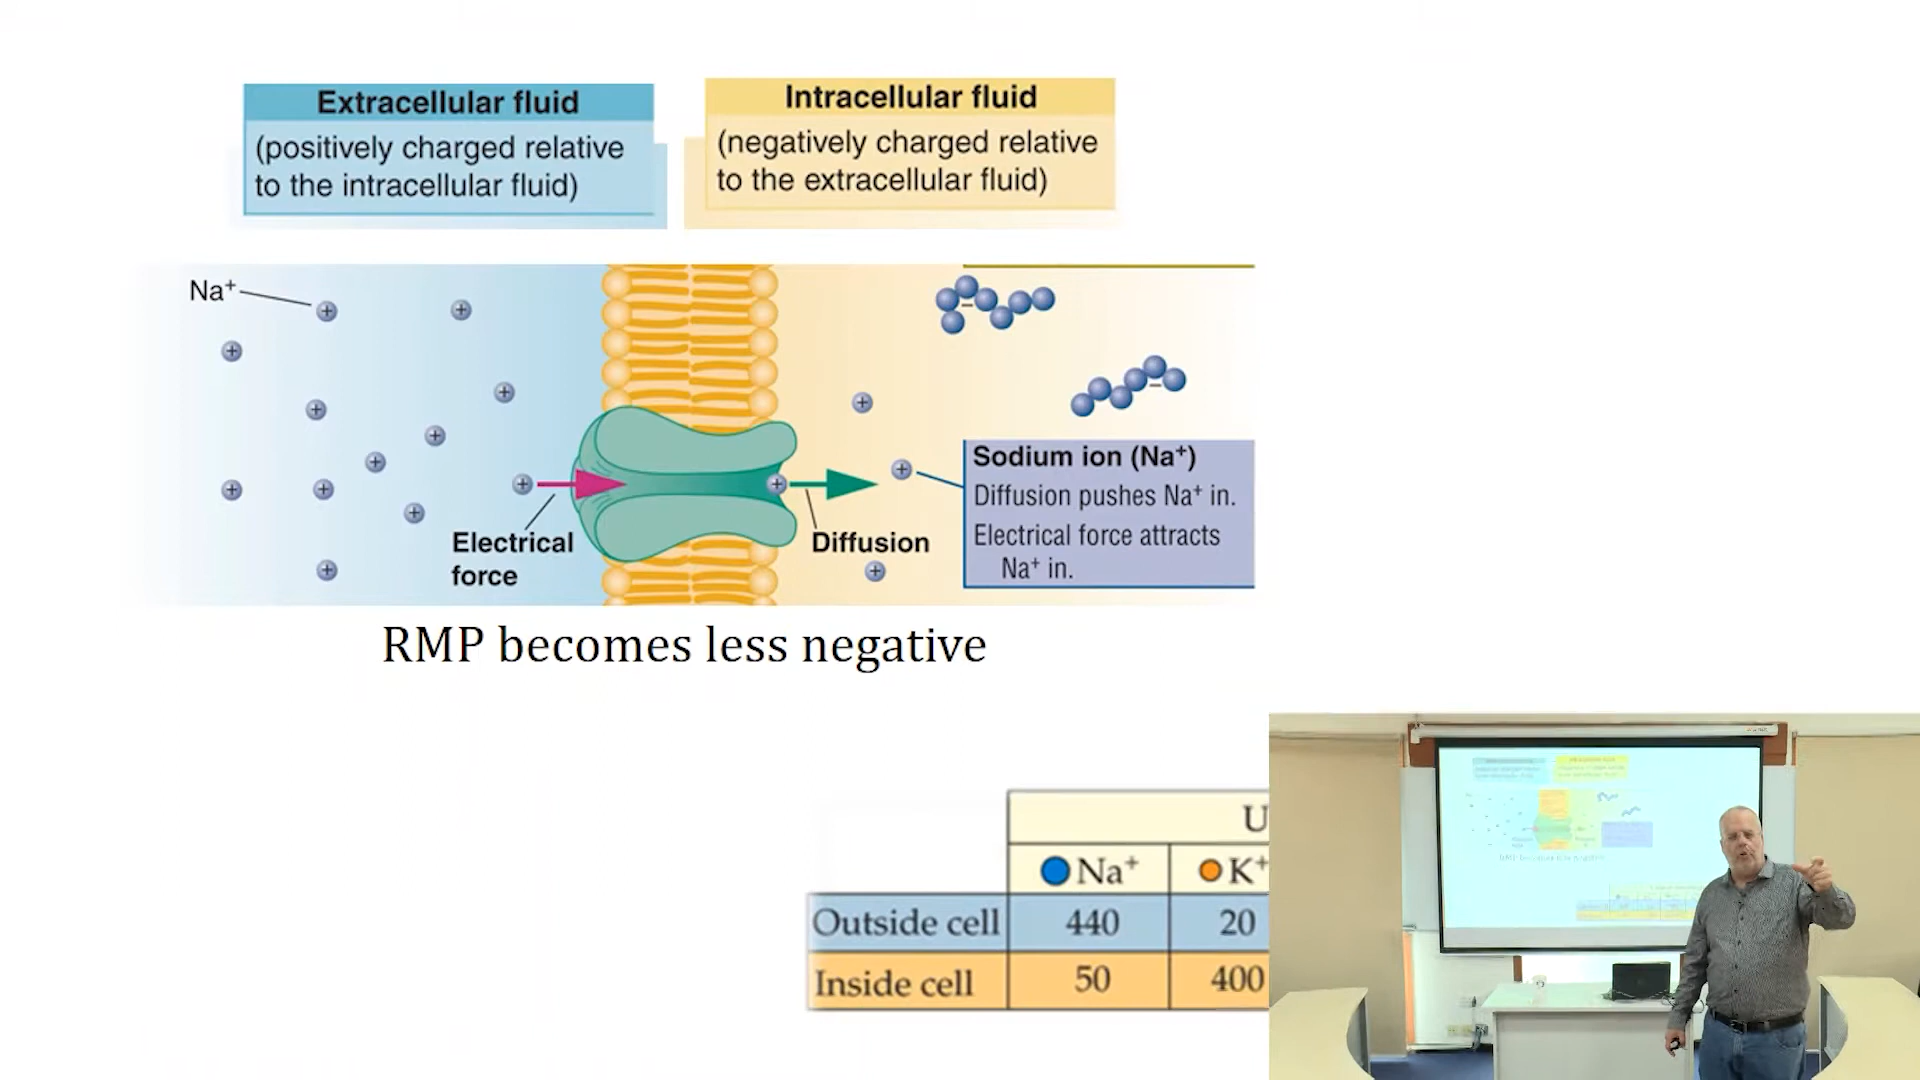 Extracellular fluid
(positively charged relative
to the intracellular fluid)
Intracellular fluid
(negatively charged relative
to the extracellular fluid)
Na⁺
Electrical
force
Diffusion
Sodium ion (Na⁺)
Diffusion pushes Na⁺ in.
Electrical force attracts
Na⁺ in.
RMP becomes less negative
Na⁺ K⁺
Outside cell 440 20
Inside cell 50 400